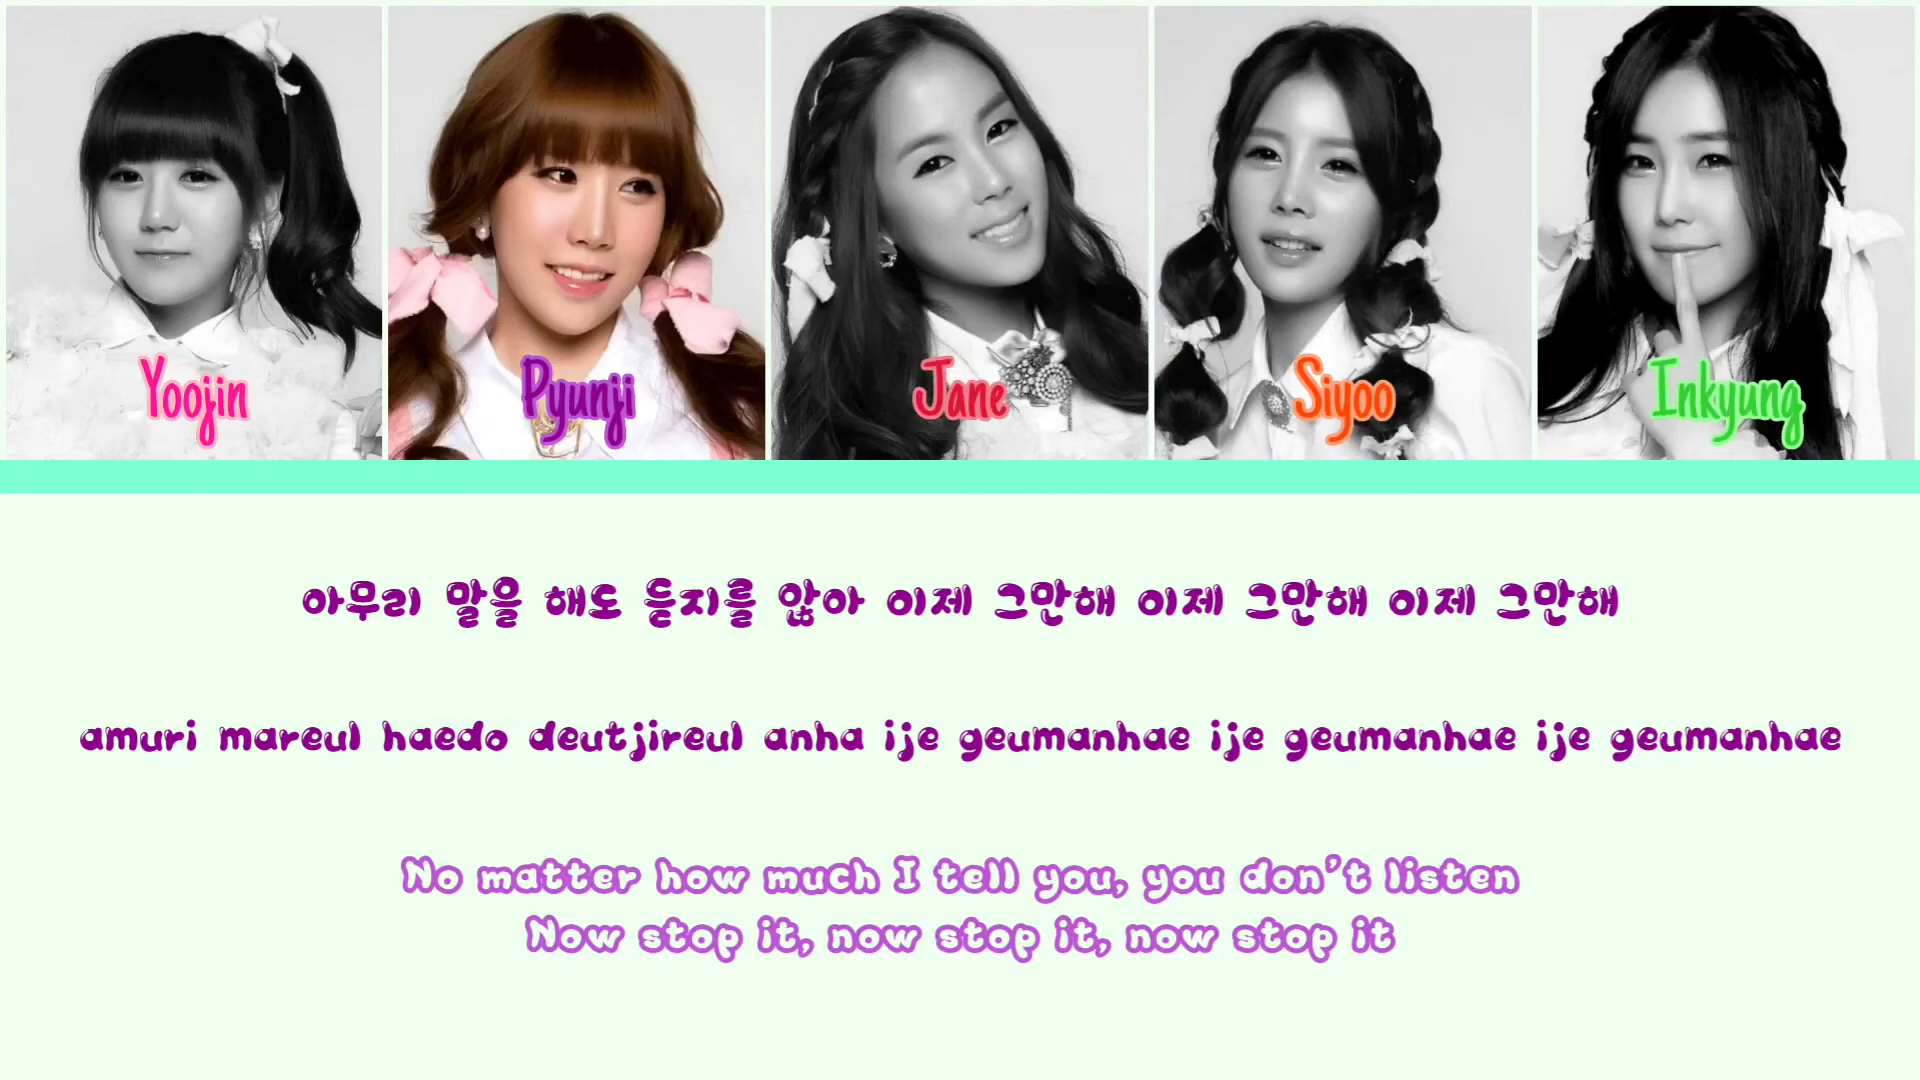 Yoojin
Pyunji
Jane
Siyoo
Inkyung
아무리 말을 해도 듣지를 않아 이제 그만해 이제 그만해 이제 그만해
amuri mareul haedo deutjireul anha ije geumanhae ije geumanhae ije geumanhae
No matter how much I tell you, you don't listen
Now stop it, now stop it, now stop it